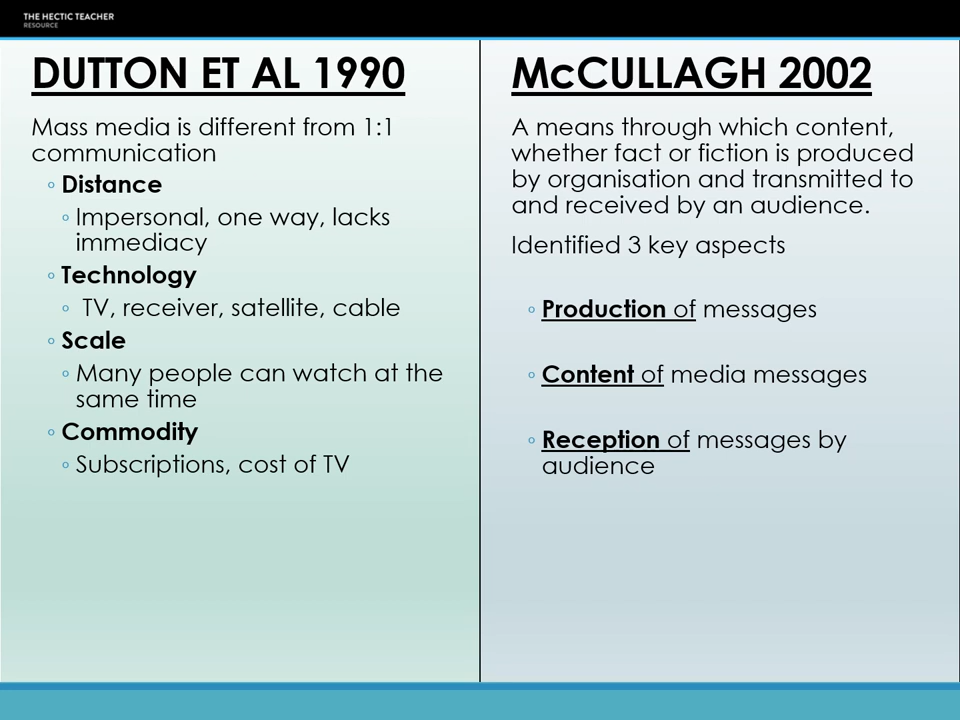 THE HECTIC TEACHER
RESOURCE
DUTTON ET AL 1990
Mass media is different from 1:1
communication
◦ Distance
◦ Impersonal, one way, lacks
immediacy
◦ Technology
◦ TV, receiver, satellite, cable
◦ Scale
◦ Many people can watch at the
same time
◦ Commodity
◦ Subscriptions, cost of TV
McCULLAGH 2002
A means through which content,
whether fact or fiction is produced
by organisation and transmitted to
and received by an audience.
Identified 3 key aspects
◦ Production of messages
◦ Content of media messages
◦ Reception of messages by
audience